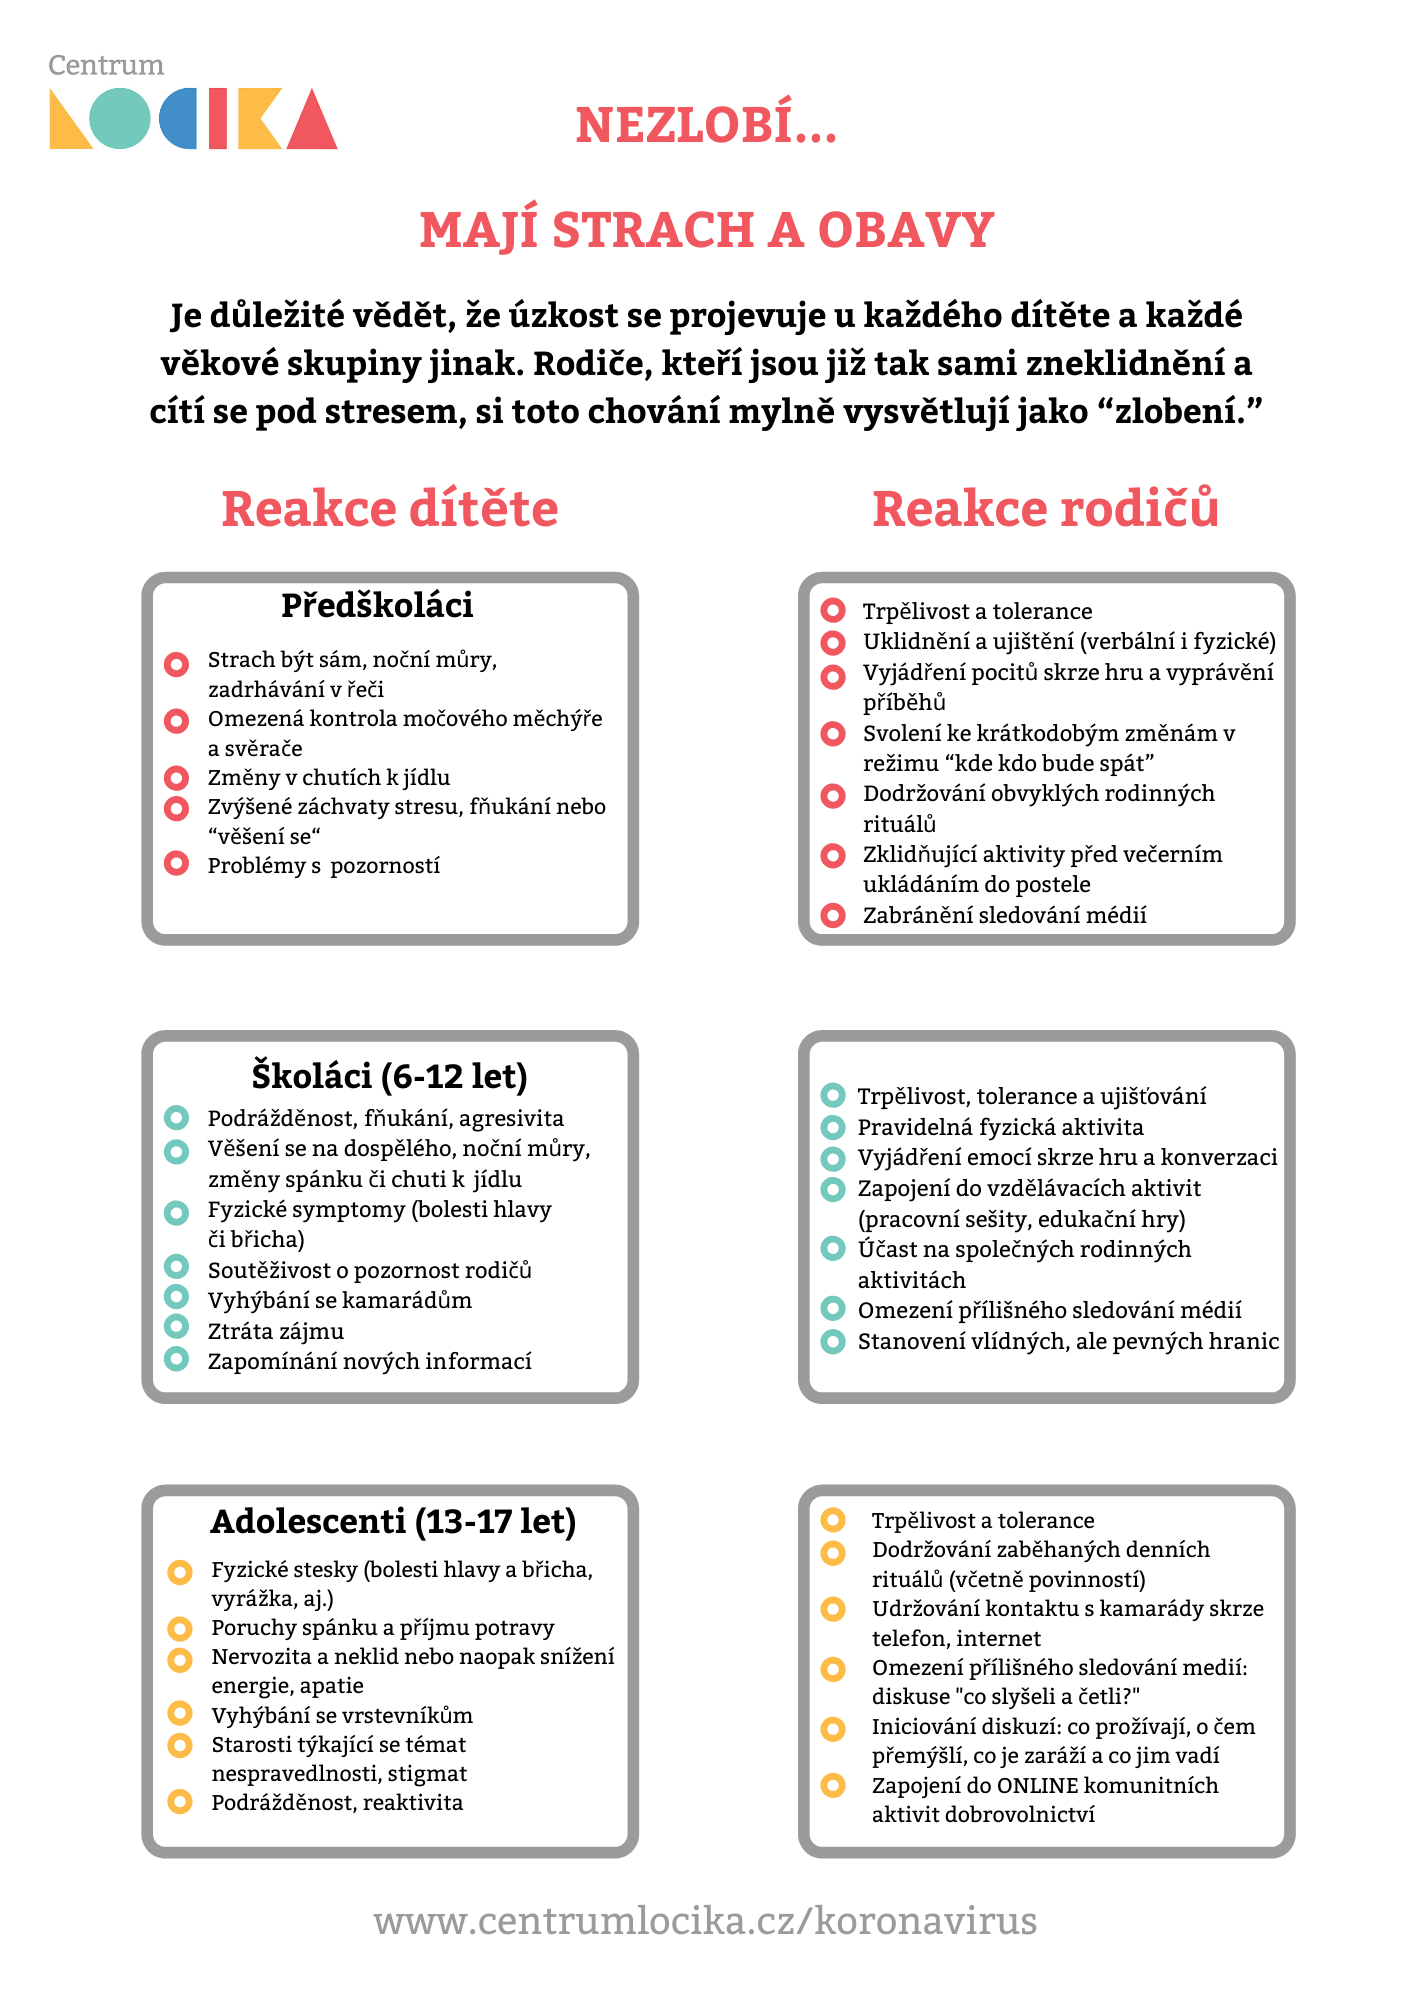 Centrum
LOCIKA
NEZLOBÍ...
MAJÍ STRACH A OBAVY
Je důležité vědět, že úzkost se projevuje u každého dítěte a každé
věkové skupiny jinak. Rodiče, kteří jsou již tak sami zneklidnění a
cítí se pod stresem, si toto chování mylně vysvětlují jako “zlobení.”
Reakce dítěte
Předškoláci
Strach být sám, noční můry,
zadrhávání v řeči
Omezená kontrola močového měchýře
a svěrače
Změny v chutích k jídlu
Zvýšené záchvaty stresu, fňukání nebo
“věšení se“
Problémy s pozorností
Reakce rodičů
Trpělivost a tolerance
Uklidnění a ujištění (verbální i fyzické)
Vyjádření pocitů skrze hru a vyprávění
příběhů
Svolení ke krátkodobým změnám v
režimu “kde kdo bude spát”
Dodržování obvyklých rodinných
rituálů
Zklidňující aktivity před večerním
ukládáním do postele
Zabránění sledování médií
Školáci (6-12 let)
Podrážděnost, fňukání, agresivita
Věšení se na dospělého, noční můry,
změny spánku či chuti k jídlu
Fyzické symptomy (bolesti hlavy
či břicha)
Soutěživost o pozornost rodičů
Vyhýbání se kamarádům
Ztráta zájmu
Zapomínání nových informací
Trpělivost, tolerance a ujišťování
Pravidelná fyzická aktivita
Vyjádření emocí skrze hru a konverzaci
Zapojení do vzdělávacích aktivit
(pracovní sešity, edukační hry)
Účast na společných rodinných
aktivitách
Omezení přílišného sledování médií
Stanovení vlídných, ale pevných hranic
Adolescenti (13-17 let)
Fyzické stesky (bolesti hlavy a břicha,
vyrážka, aj.)
Poruchy spánku a příjmu potravy
Nervozita a neklid nebo naopak snížení
energie, apatie
Vyhýbání se vrstevníkům
Starosti týkající se témat
nespravedlnosti, stigmat
Podrážděnost, reaktivita
Trpělivost a tolerance
Dodržování zaběhaných denních
rituálů (včetně povinností)
Udržování kontaktu s kamarády skrze
telefon, internet
Omezení přílišného sledování medií:
diskuse "co slyšeli a četli?"
Iniciování diskuzí: co prožívají, o čem
přemýšlí, co je zaráží a co jim vadí
Zapojení do ONLINE komunitních
aktivit dobrovolnictví
www.centrumlocika.cz/koronavirus